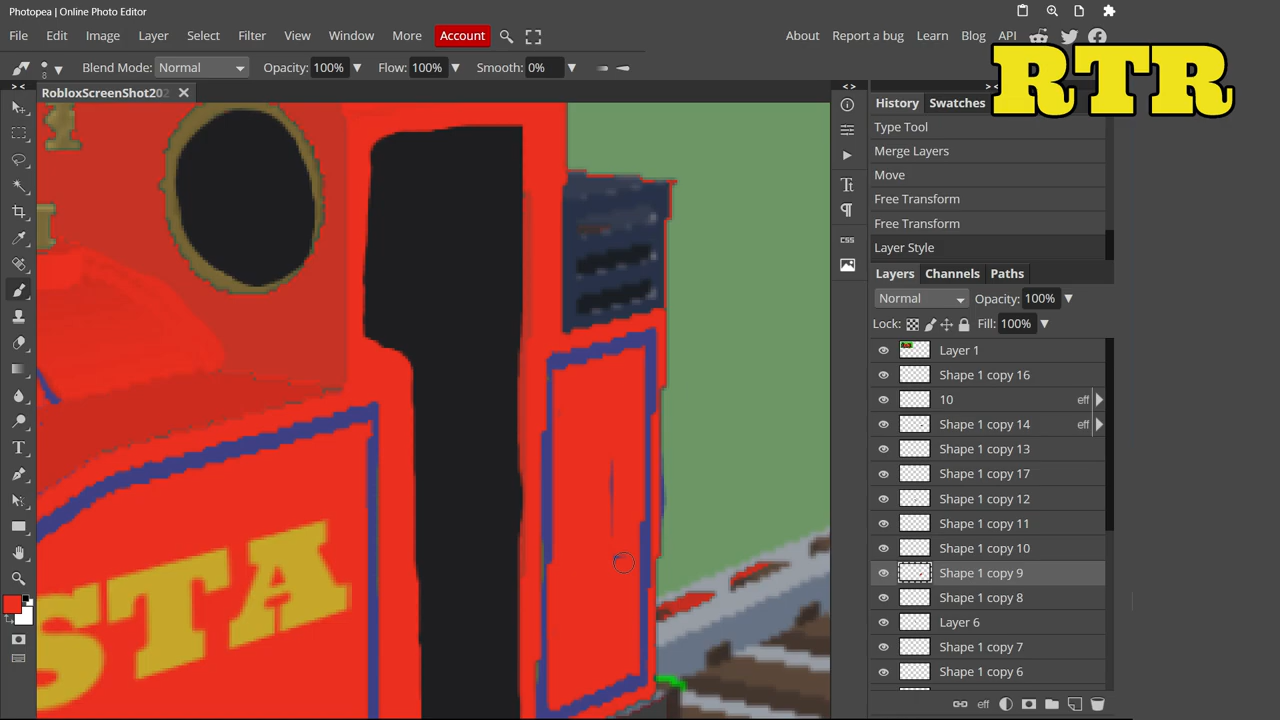 Photopea | Online Photo Editor
File Edit Image Layer Select Filter View Window More Account About Report a bug Learn Blog API
RTR
8 Blend Mode: Normal Opacity: 100% Flow: 100% Smooth: 0%
RobloxScreenShot202
STA
History Swatches
Type Tool
Merge Layers
Move
Free Transform
Free Transform
Layer Style
Layers Channels Paths
Normal Opacity: 100%
Lock: Fill: 100%
Layer 1
Shape 1 copy 16
10 eff
Shape 1 copy 14 eff
Shape 1 copy 13
Shape 1 copy 17
Shape 1 copy 12
Shape 1 copy 11
Shape 1 copy 10
Shape 1 copy 9
Shape 1 copy 8
Layer 6
Shape 1 copy 7
Shape 1 copy 6
eff
CSS